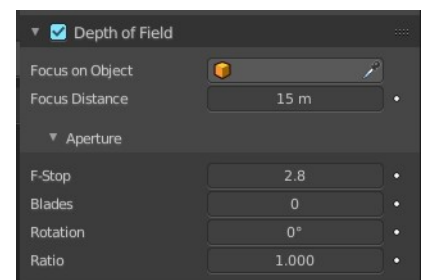 Depth of Field
Focus on Object
Focus Distance 15 m
Aperture
F-Stop 2.8
Blades 0
Rotation 0°
Ratio 1.000